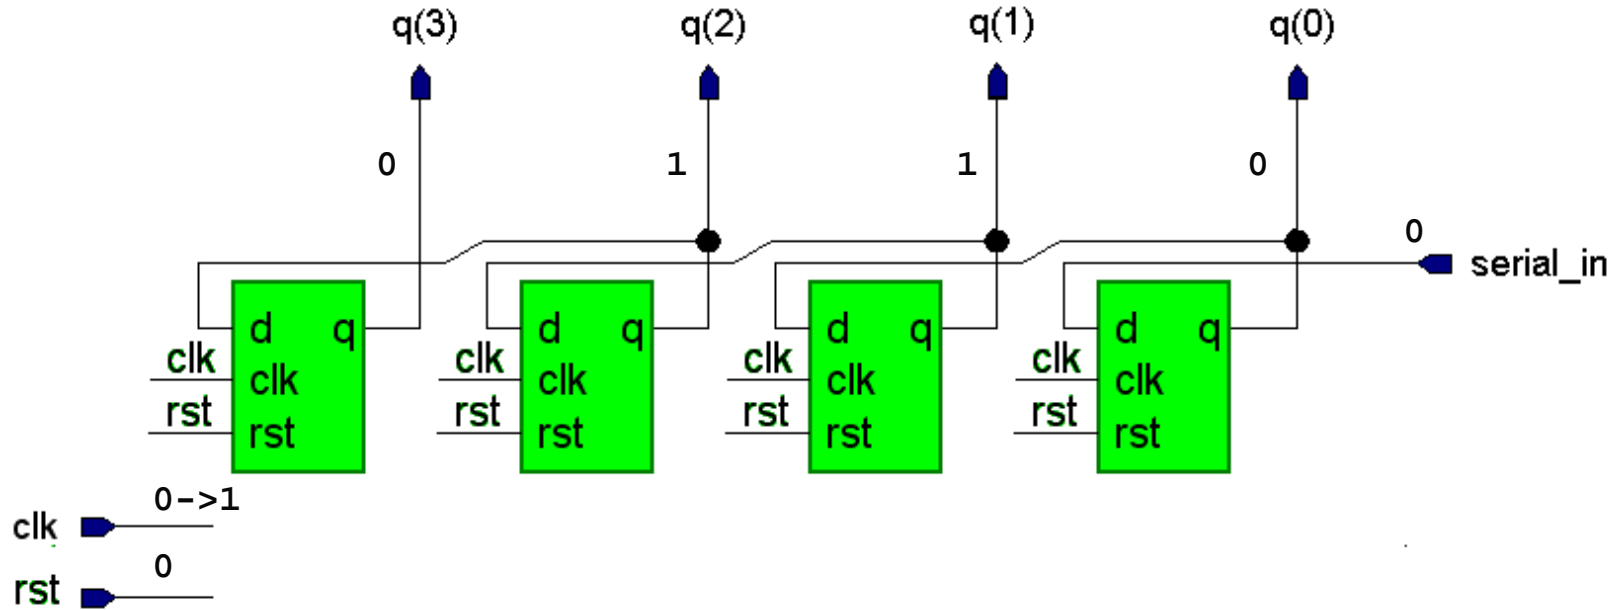 q(3) q(2) q(1) q(0)
0 1 1 0
0
serial_in
d q d q d q d q
clk clk clk clk
clk clk clk clk
rst rst rst rst
rst rst rst rst
0->1
clk
0
rst